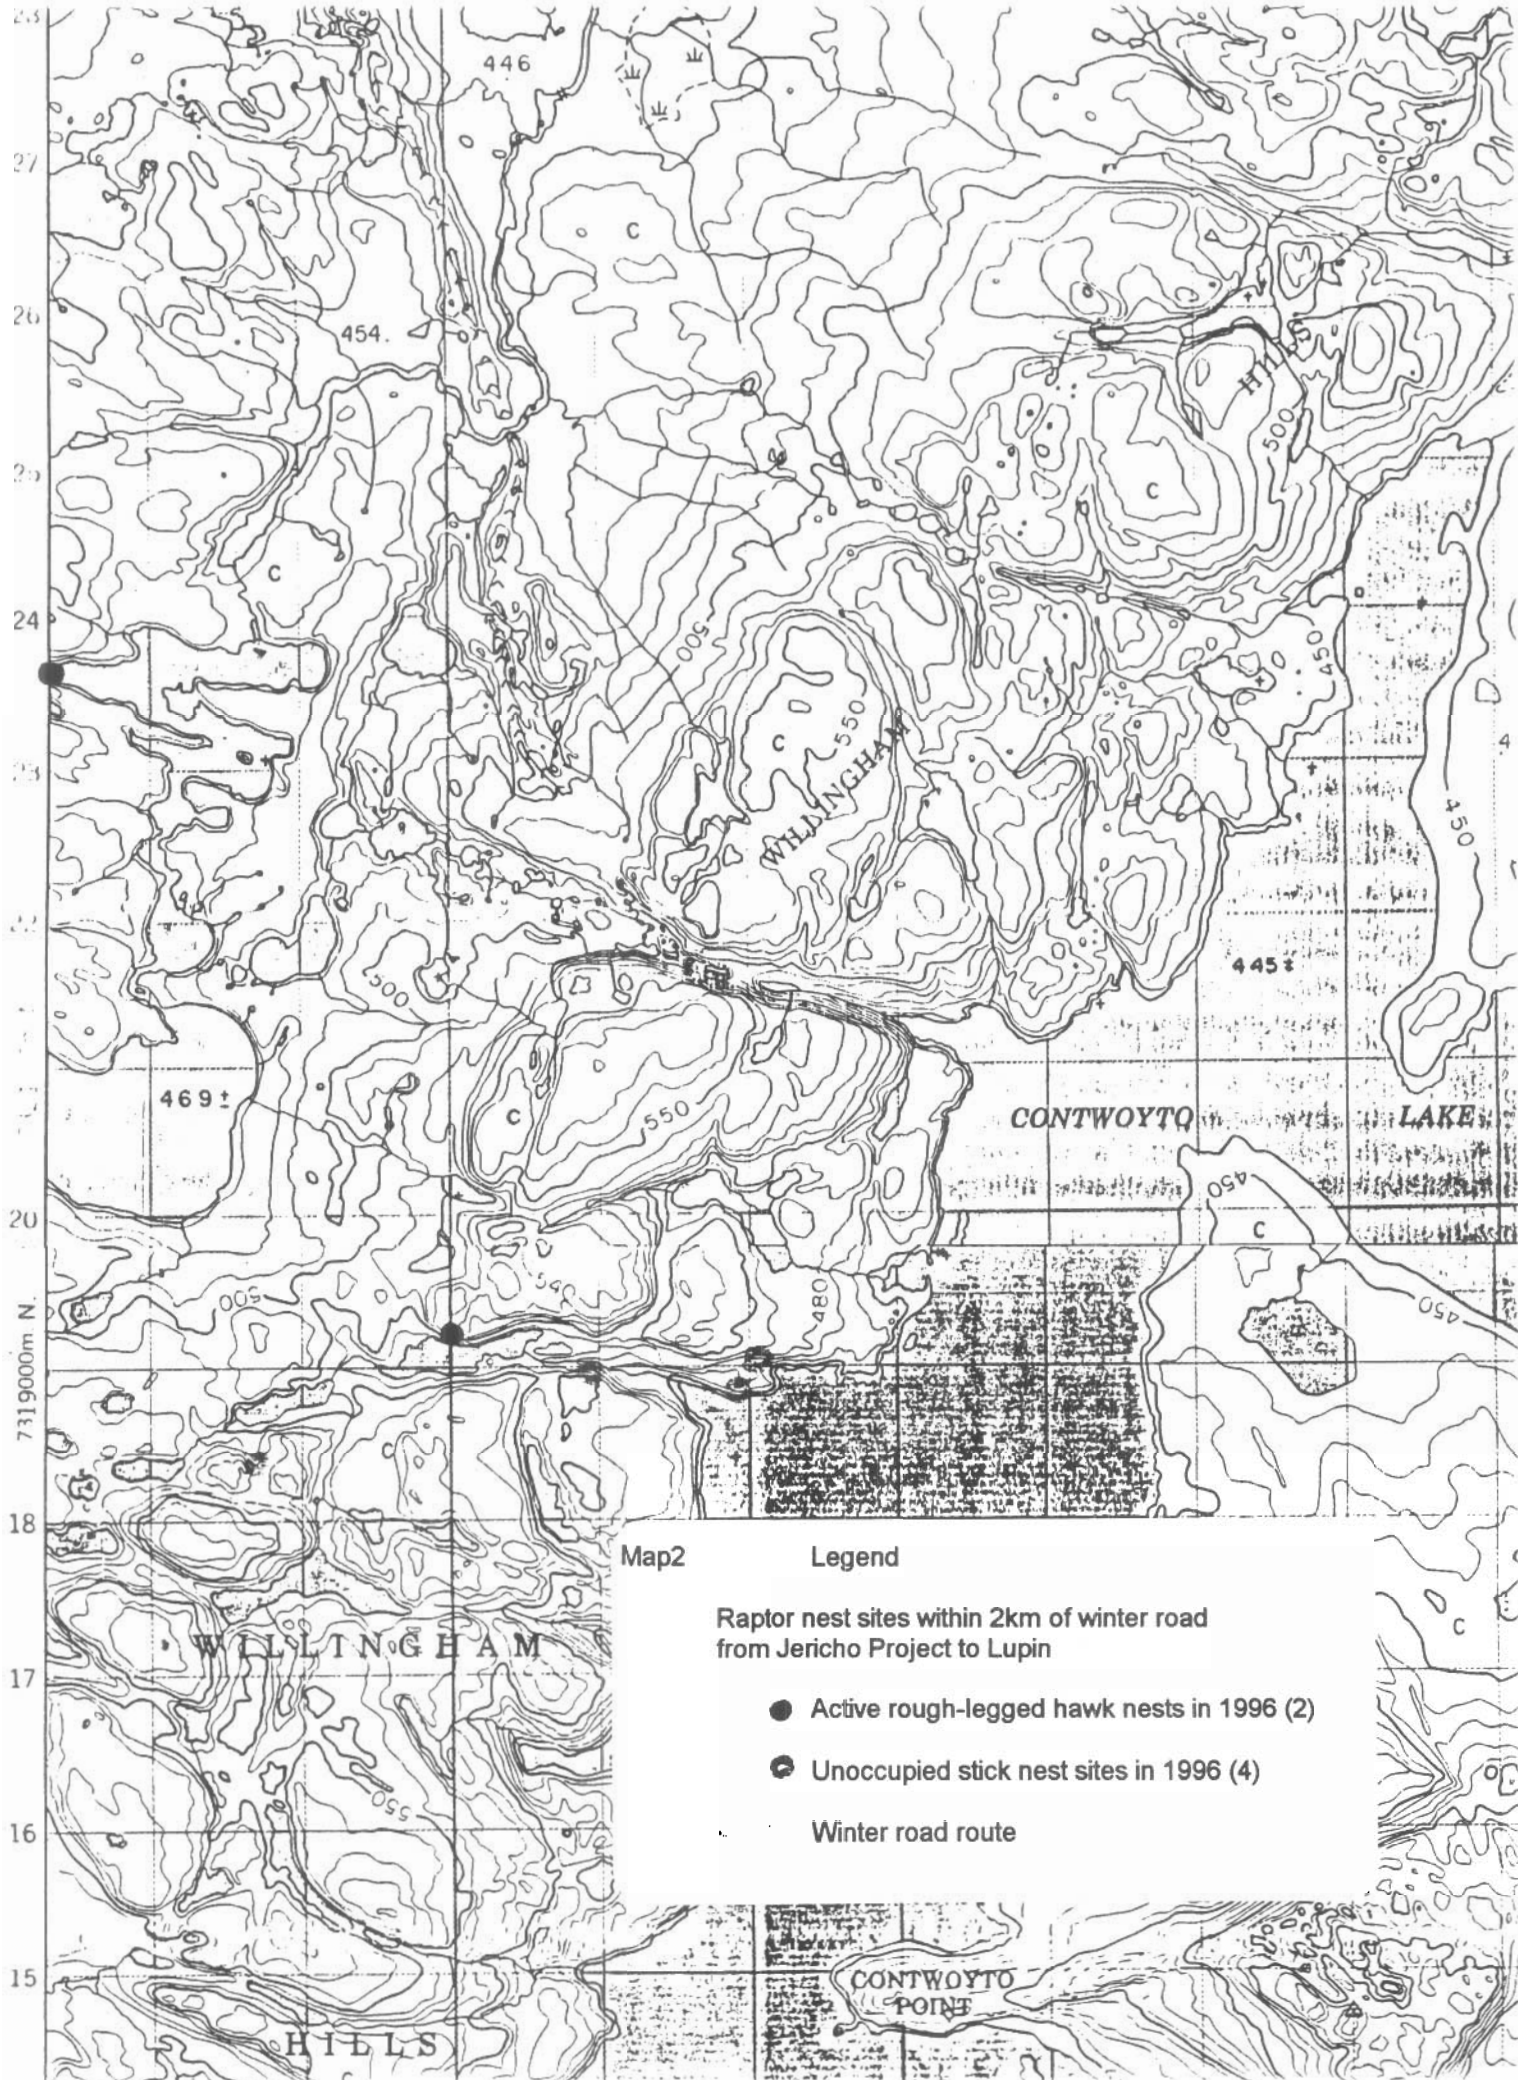 446
27
C
26
454.
HILLS
500
C
C
24
500
450
550
C
WILLINGHAM
450
445±
500
469±
C
550
CONTWOYTO LAKE
450
C
20
540
500
480
450
7319000m N.
C
18
Map2 Legend
Raptor nest sites within 2km of winter road
from Jericho Project to Lupin
Active rough-legged hawk nests in 1996 (2)
Unoccupied stick nest sites in 1996 (4)
Winter road route
C
WILLINGHAM
17
550
16
15
CONTWOYTO
POINT
HILLS